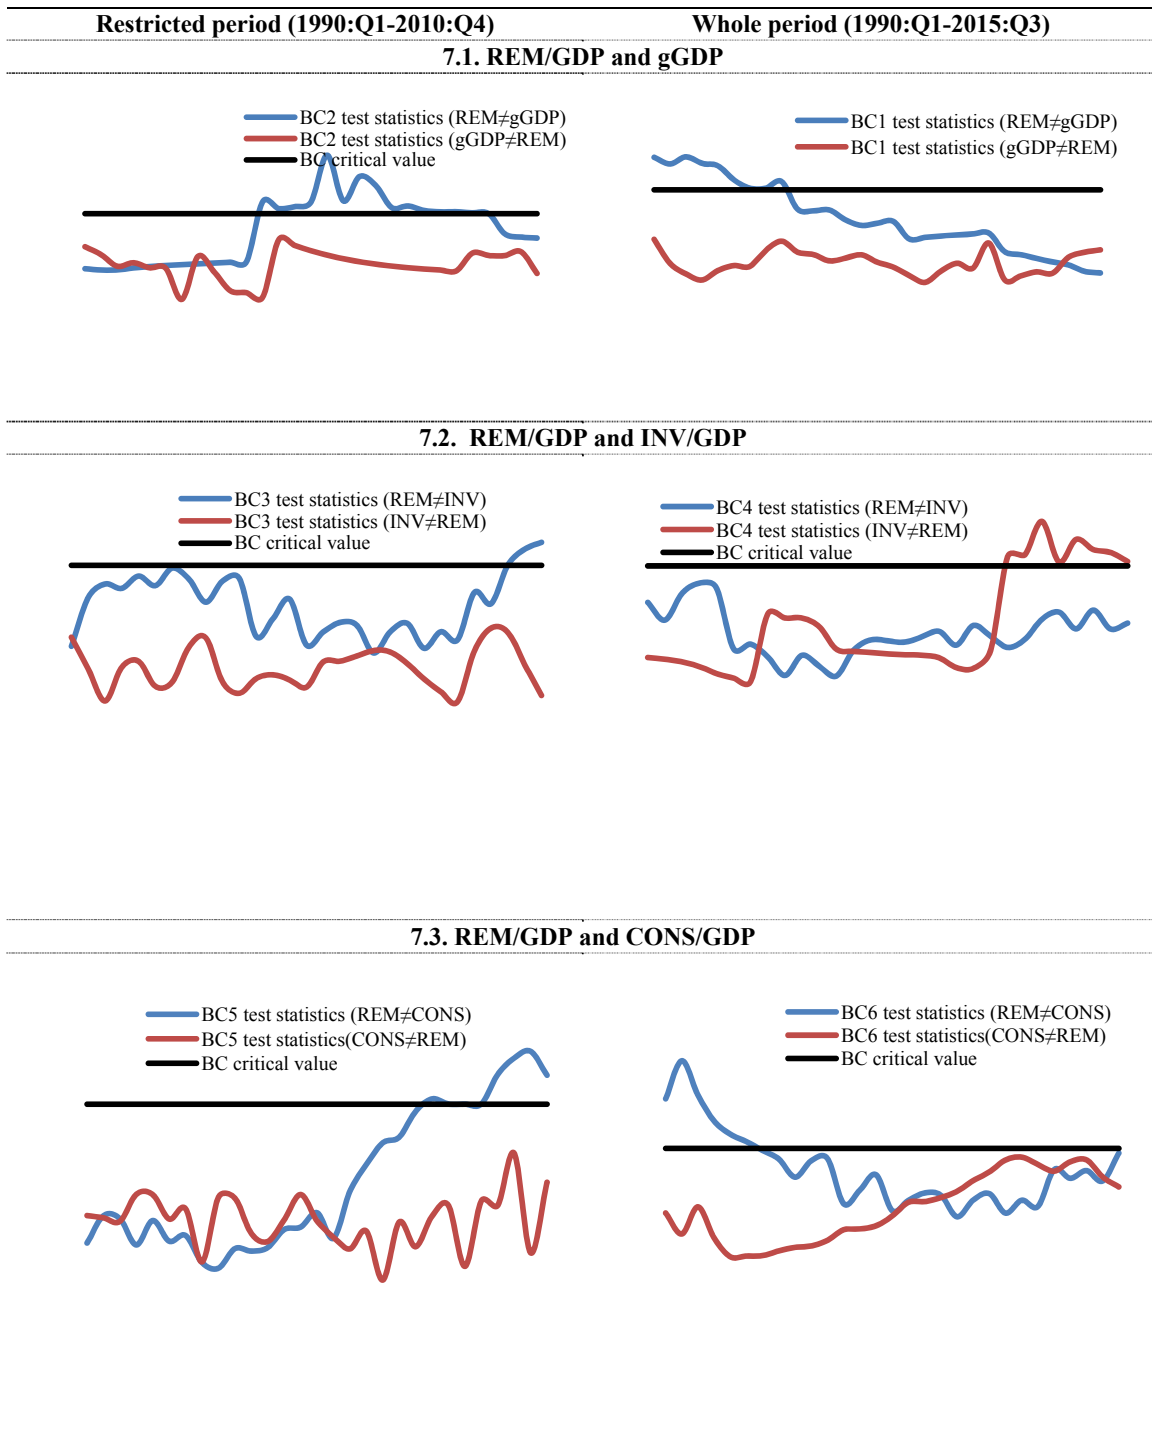 Restricted period (1990:Q1-2010:Q4)
Whole period (1990:Q1-2015:Q3)
7.1. REM/GDP and gGDP
BC2 test statistics (REM≠gGDP)
BC2 test statistics (gGDP≠REM)
BC critical value
BC1 test statistics (REM≠gGDP)
BC1 test statistics (gGDP≠REM)
7.2. REM/GDP and INV/GDP
BC3 test statistics (REM≠INV)
BC3 test statistics (INV≠REM)
BC critical value
BC4 test statistics (REM≠INV)
BC4 test statistics (INV≠REM)
BC critical value
7.3. REM/GDP and CONS/GDP
BC5 test statistics (REM≠CONS)
BC5 test statistics(CONS≠REM)
BC critical value
BC6 test statistics (REM≠CONS)
BC6 test statistics(CONS≠REM)
BC critical value